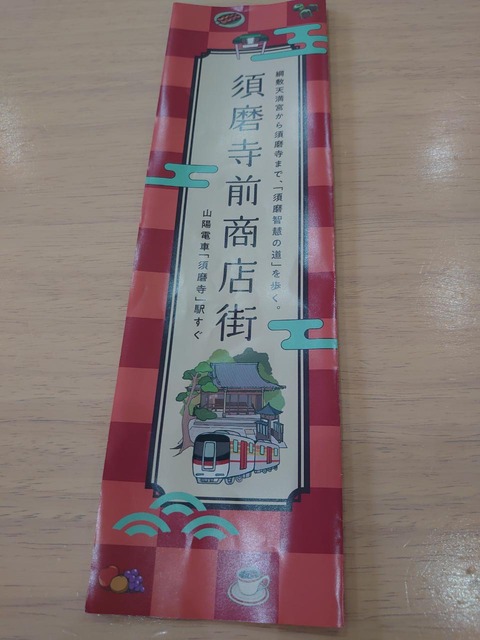 綱敷天満宮から須磨寺まで、「須磨智慧の道」を歩く。
須磨寺前商店街
山陽電車「須磨寺」駅すぐ